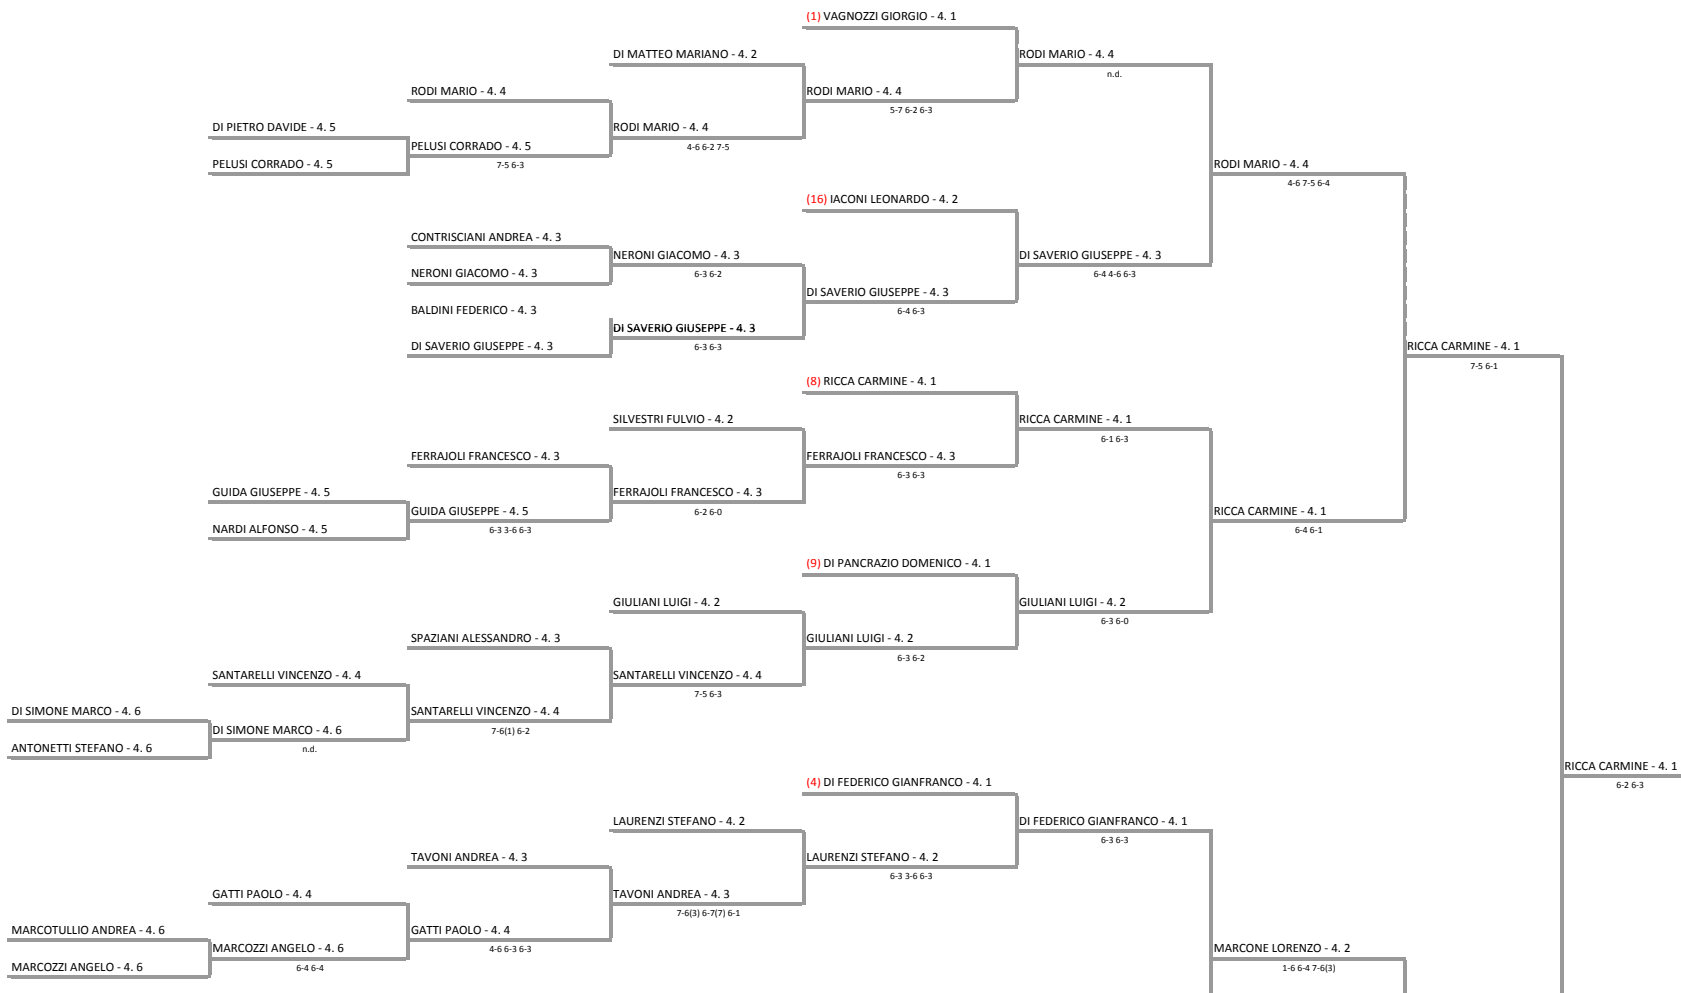 (1) VAGNOZZI GIORGIO - 4. 1
DI MATTEO MARIANO - 4. 2
RODI MARIO - 4. 4
n.d.
RODI MARIO - 4. 4
RODI MARIO - 4. 4
5-7 6-2 6-3
DI PIETRO DAVIDE - 4. 5
RODI MARIO - 4. 4
4-6 6-2 7-5
PELUSI CORRADO - 4. 5
7-5 6-3
PELUSI CORRADO - 4. 5
RODI MARIO - 4. 4
4-6 7-5 6-4
(16) IACONI LEONARDO - 4. 2
CONTRISCIANI ANDREA - 4. 3
NERONI GIACOMO - 4. 3
6-3 6-2
DI SAVERIO GIUSEPPE - 4. 3
6-4 4-6 6-3
NERONI GIACOMO - 4. 3
DI SAVERIO GIUSEPPE - 4. 3
6-4 6-3
BALDINI FEDERICO - 4. 3
DI SAVERIO GIUSEPPE - 4. 3
6-3 6-3
DI SAVERIO GIUSEPPE - 4. 3
RICCA CARMINE - 4. 1
7-5 6-1
(8) RICCA CARMINE - 4. 1
SILVESTRI FULVIO - 4. 2
RICCA CARMINE - 4. 1
6-1 6-3
FERRAJOLI FRANCESCO - 4. 3
FERRAJOLI FRANCESCO - 4. 3
6-3 6-3
GUIDA GIUSEPPE - 4. 5
FERRAJOLI FRANCESCO - 4. 3
6-2 6-0
GUIDA GIUSEPPE - 4. 5
6-3 3-6 6-3
RICCA CARMINE - 4. 1
6-4 6-1
NARDI ALFONSO - 4. 5
(9) DI PANCRAZIO DOMENICO - 4. 1
GIULIANI LUIGI - 4. 2
GIULIANI LUIGI - 4. 2
6-3 6-0
SPAZIANI ALESSANDRO - 4. 3
GIULIANI LUIGI - 4. 2
6-3 6-2
SANTARELLI VINCENZO - 4. 4
SANTARELLI VINCENZO - 4. 4
7-5 6-3
DI SIMONE MARCO - 4. 6
SANTARELLI VINCENZO - 4. 4
7-6(1) 6-2
DI SIMONE MARCO - 4. 6
n.d.
ANTONETTI STEFANO - 4. 6
RICCA CARMINE - 4. 1
6-2 6-3
(4) DI FEDERICO GIANFRANCO - 4. 1
LAURENZI STEFANO - 4. 2
DI FEDERICO GIANFRANCO - 4. 1
6-3 6-3
TAVONI ANDREA - 4. 3
LAURENZI STEFANO - 4. 2
6-3 3-6 6-3
GATTI PAOLO - 4. 4
TAVONI ANDREA - 4. 3
7-6(3) 6-7(7) 6-1
MARCOTULLIO ANDREA - 4. 6
GATTI PAOLO - 4. 4
4-6 6-3 6-3
MARCOZZI ANGELO - 4. 6
6-4 6-4
MARCONE LORENZO - 4. 2
1-6 6-4 7-6(3)
MARCOZZI ANGELO - 4. 6